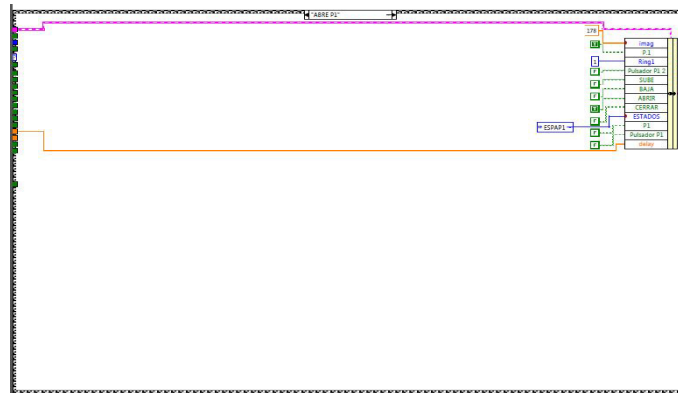 "ABRE P1"
178
imag
P.1
1
Ring1
Pulsador P1 2
SUBE
BAJA
ABRIR
CERRAR
ESPAP1
ESTADOS
P1
Pulsador P1
delay